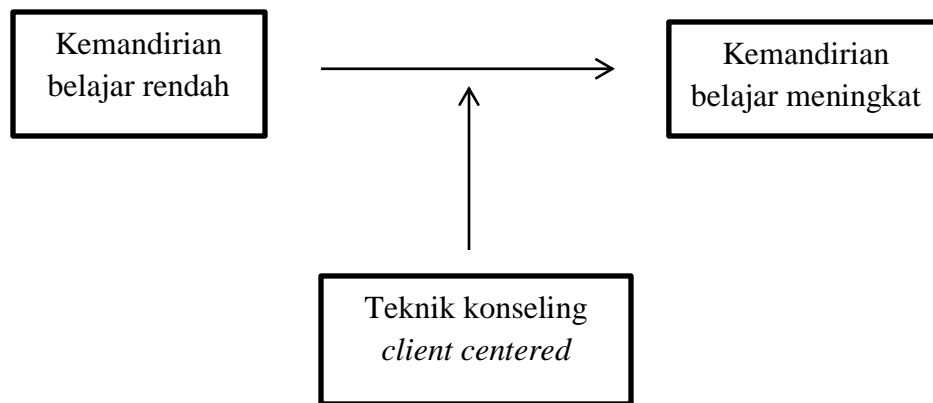 Kemandirian
belajar rendah
Kemandirian
belajar meningkat
Teknik konseling
client centered